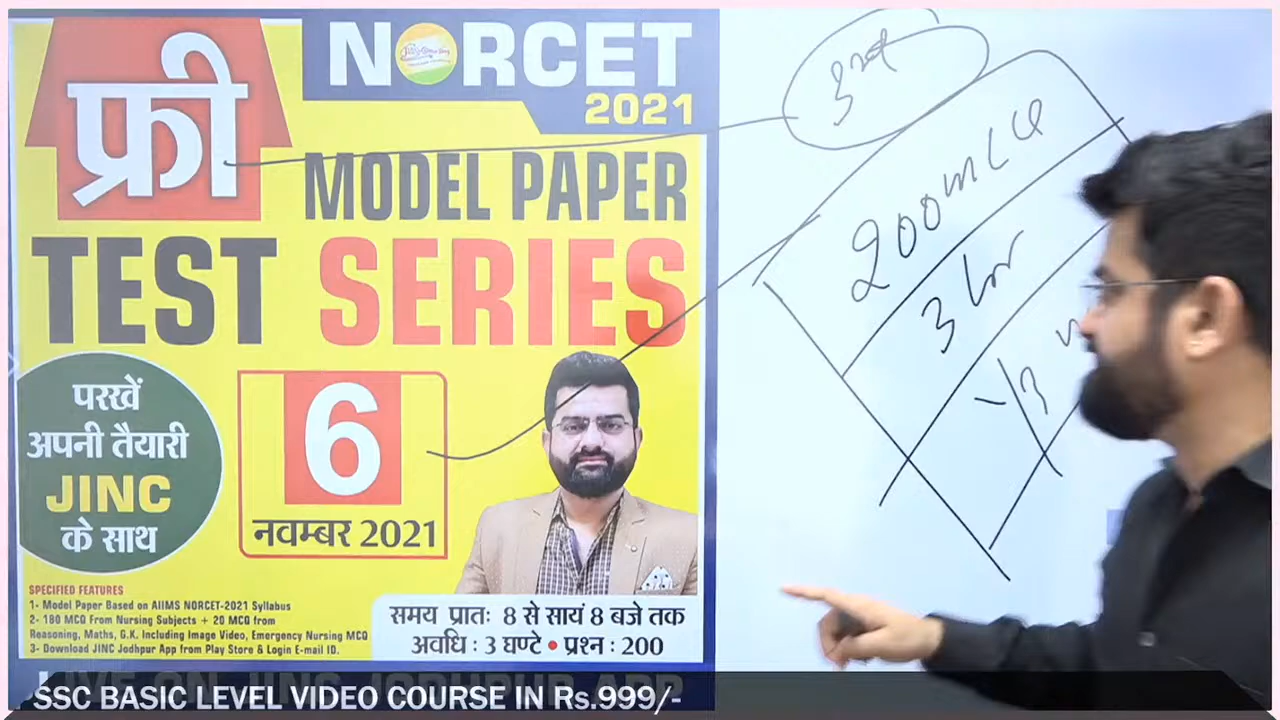 फ्री
NORCET
2021
MODEL PAPER
TEST SERIES
परखें
अपनी तैयारी
JINC
के साथ
6
नवम्बर 2021
SPECIFIED FEATURES
1- Model Paper Based on AIIMS NORCET-2021 Syllabus
2- 180 MCQ From Nursing Subjects + 20 MCQ from
Reasoning, Maths, G.K. Including Image Video, Emergency Nursing MCQ
3- Download JINC Jodhpur App from Play Store & Login E-mail ID.
समय प्रातः 8 से सायं 8 बजे तक
अवधि : 3 घण्टे • प्रश्न : 200
3rd
200 MCQ
3 hr
1/3
SSC BASIC LEVEL VIDEO COURSE IN Rs.999/-